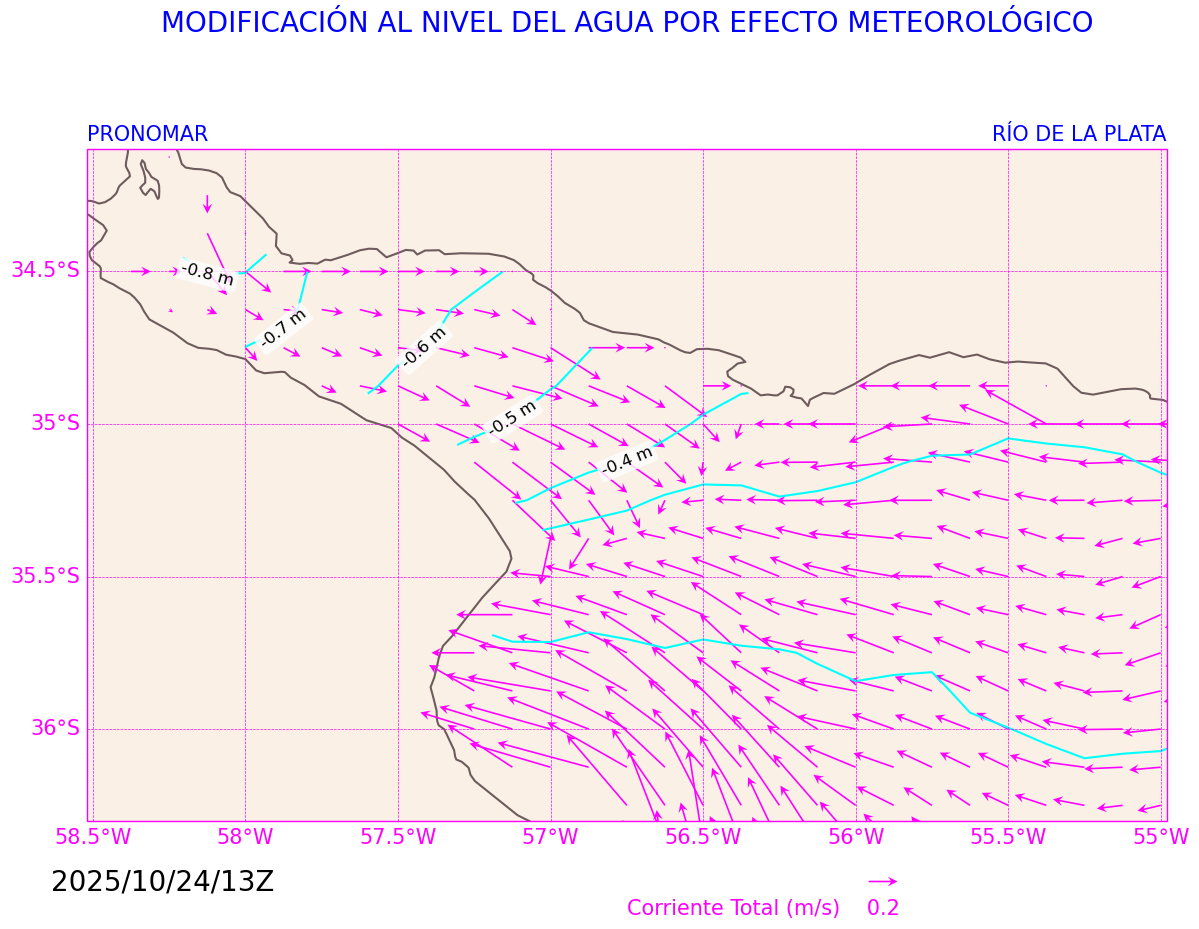 MODIFICACIÓN AL NIVEL DEL AGUA POR EFECTO METEOROLÓGICO
PRONOMAR
RÍO DE LA PLATA
34.5°S
35°S
35.5°S
36°S
-0.8 m
-0.7 m
-0.6 m
-0.5 m
-0.4 m
58.5°W
58°W
57.5°W
57°W
56.5°W
56°W
55.5°W
55°W
2025/10/24/13Z
Corriente Total (m/s)
0.2